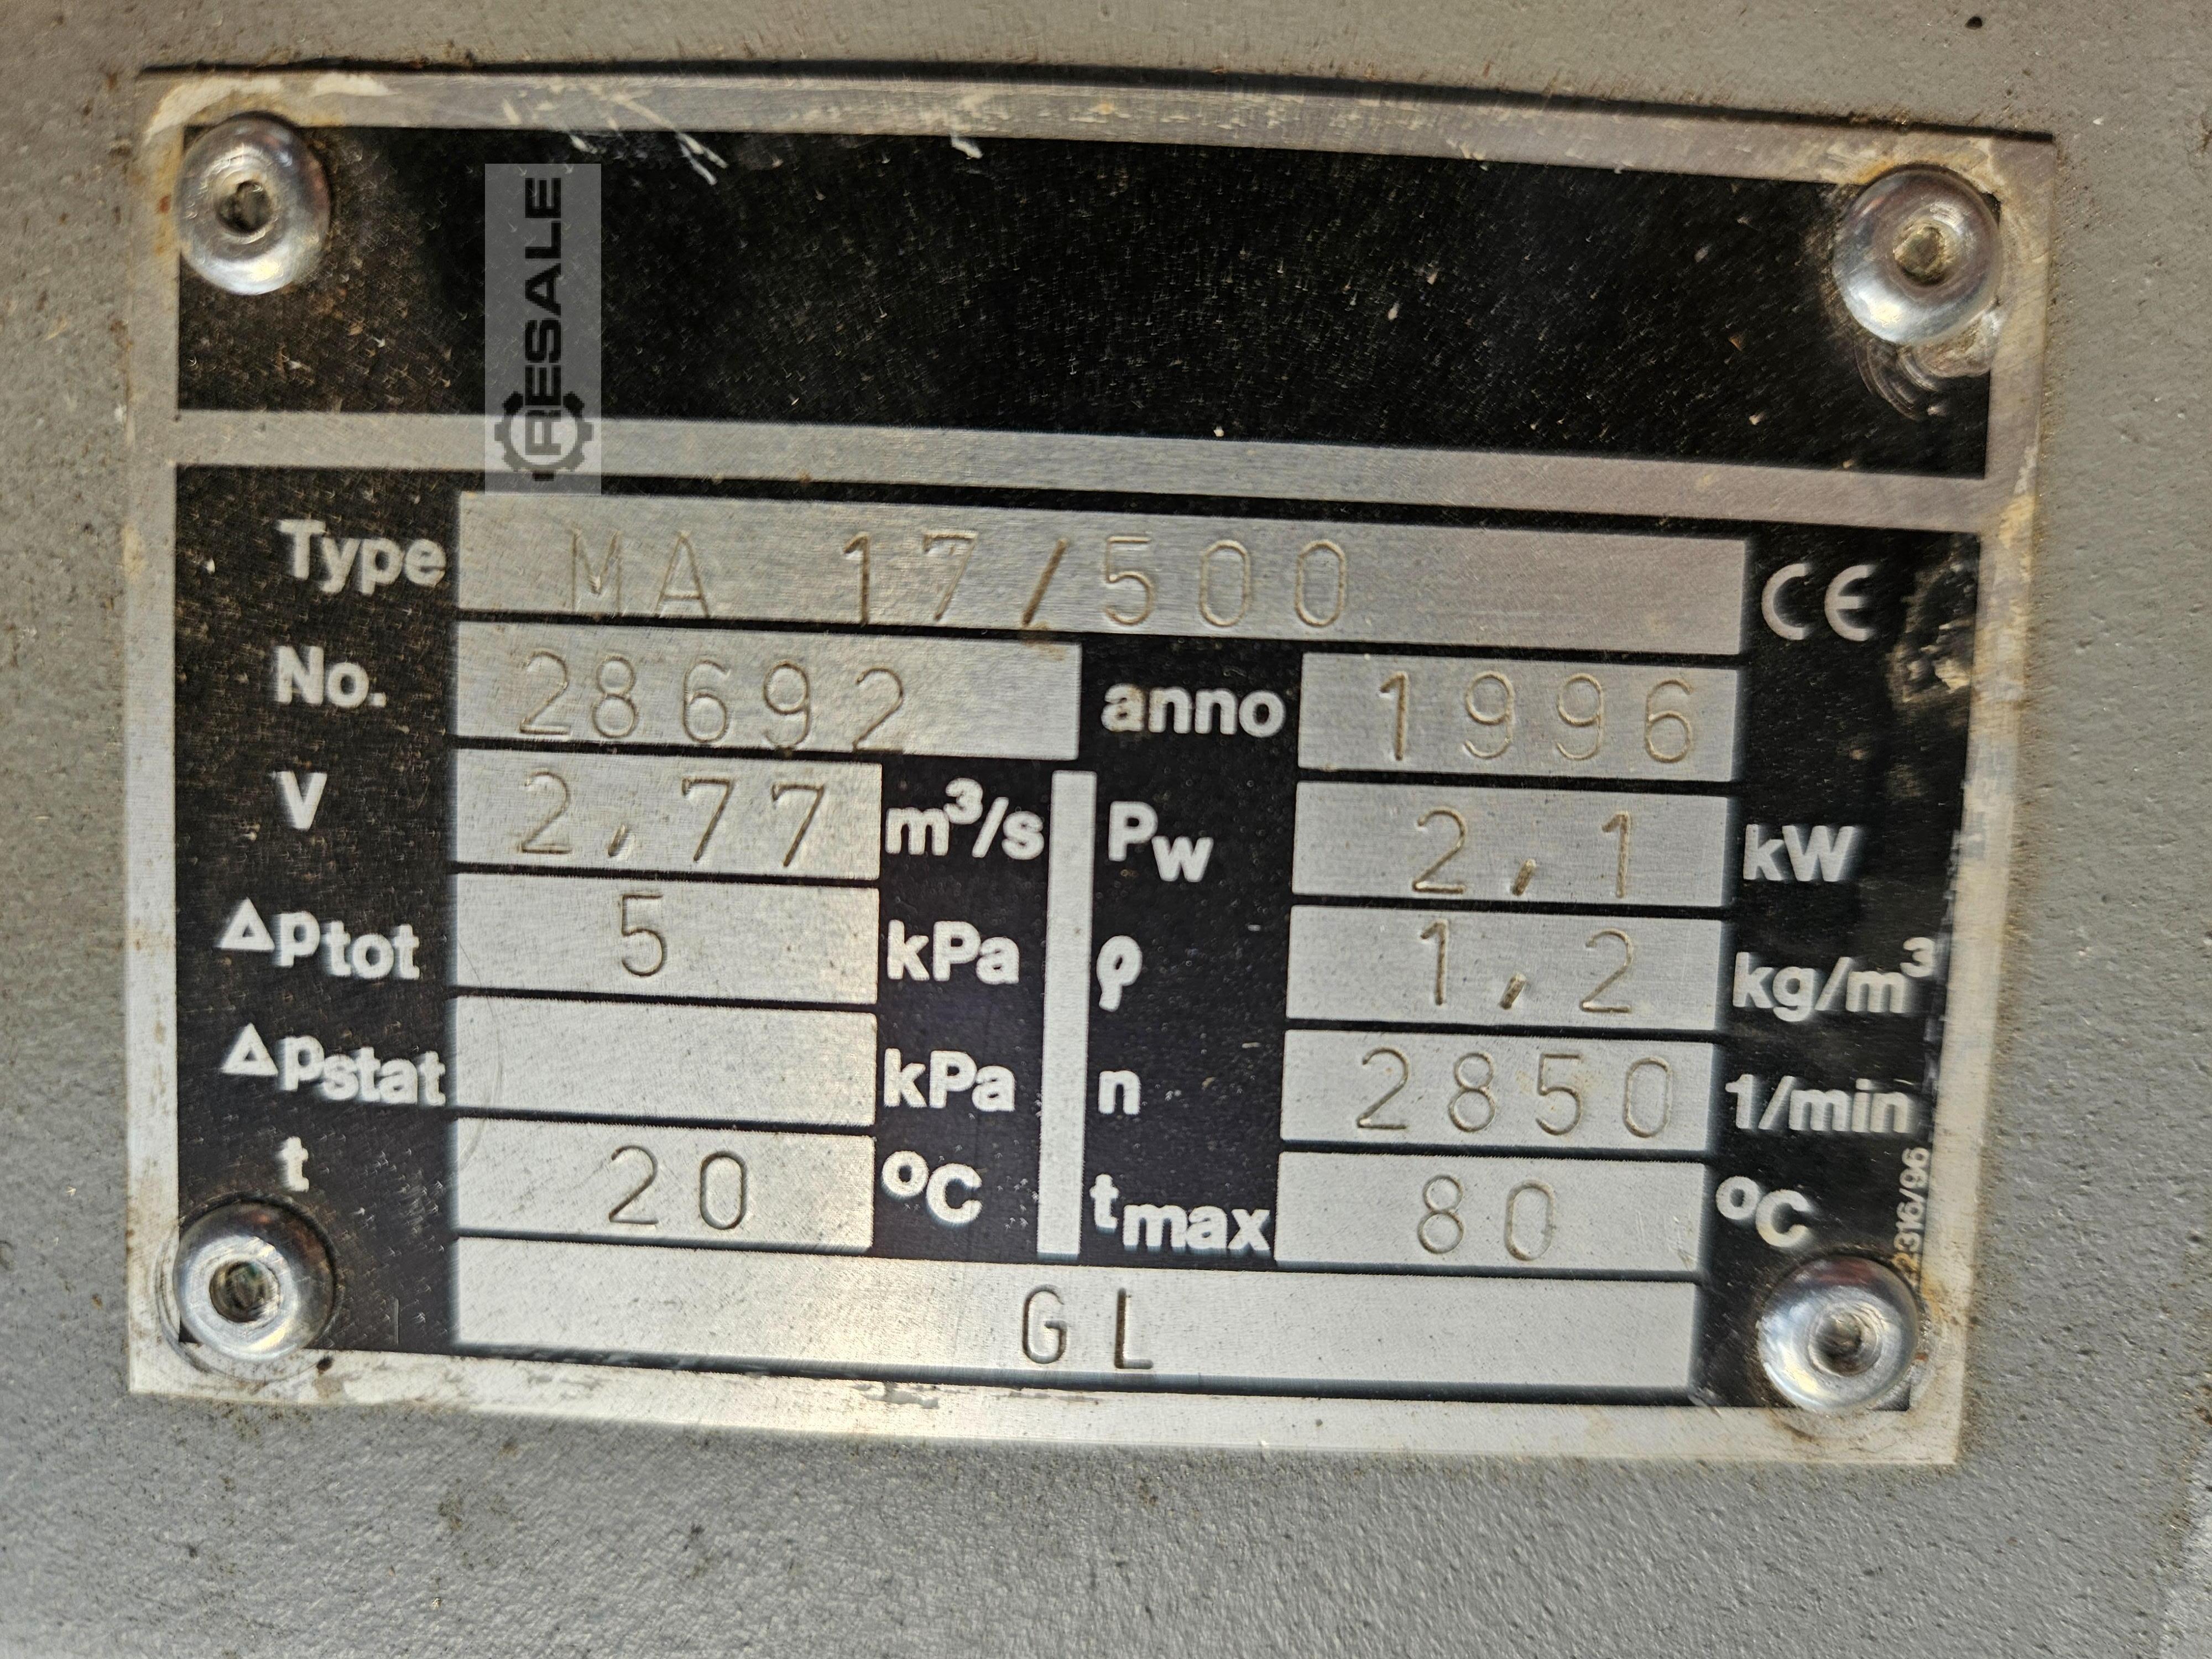 RESALE
Type MA 17/500 CE
No. 28692 anno 1996
V 2,77 m³/s Pw 2,1 kW
Δptot 5 kPa ρ 1,2 kg/m³
Δpstat kPa n 2850 1/min
t 20 °C tmax 80 °C
GL